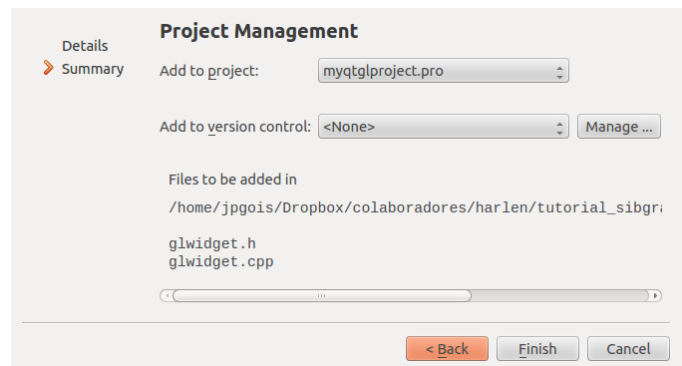 Project Management
Details
Summary
Add to project: myqtglproject.pro
Add to version control: <None> Manage ...
Files to be added in
/home/jpgois/Dropbox/colaboradores/harlen/tutorial_sibgra
glwidget.h
glwidget.cpp
< Back Finish Cancel